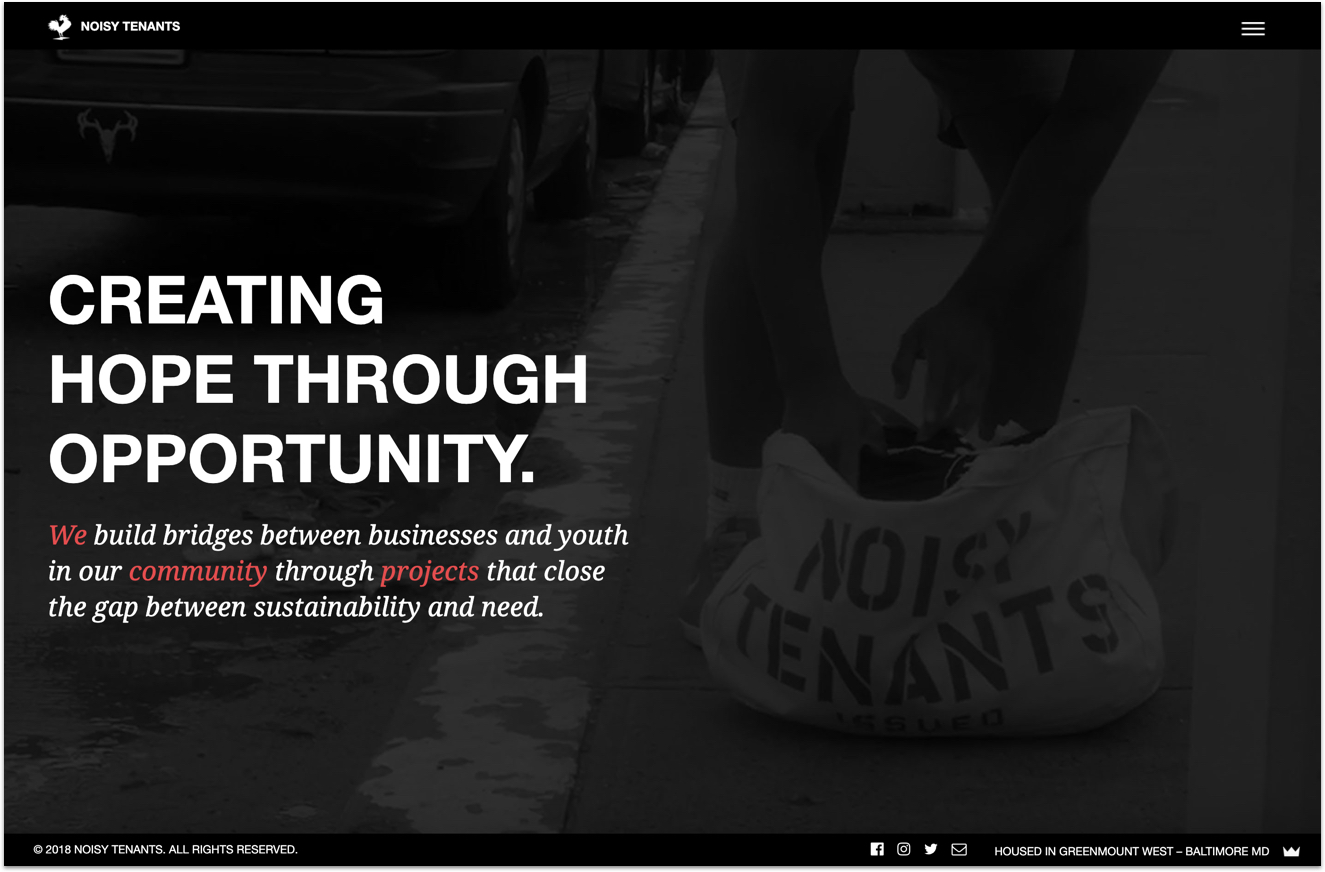 NOISY TENANTS
CREATING
HOPE THROUGH
OPPORTUNITY.
We build bridges between businesses and youth
in our community through projects that close
the gap between sustainability and need.
NOISY
TENANTS
ISSUED
© 2018 NOISY TENANTS. ALL RIGHTS RESERVED.
HOUSED IN GREENMOUNT WEST – BALTIMORE MD